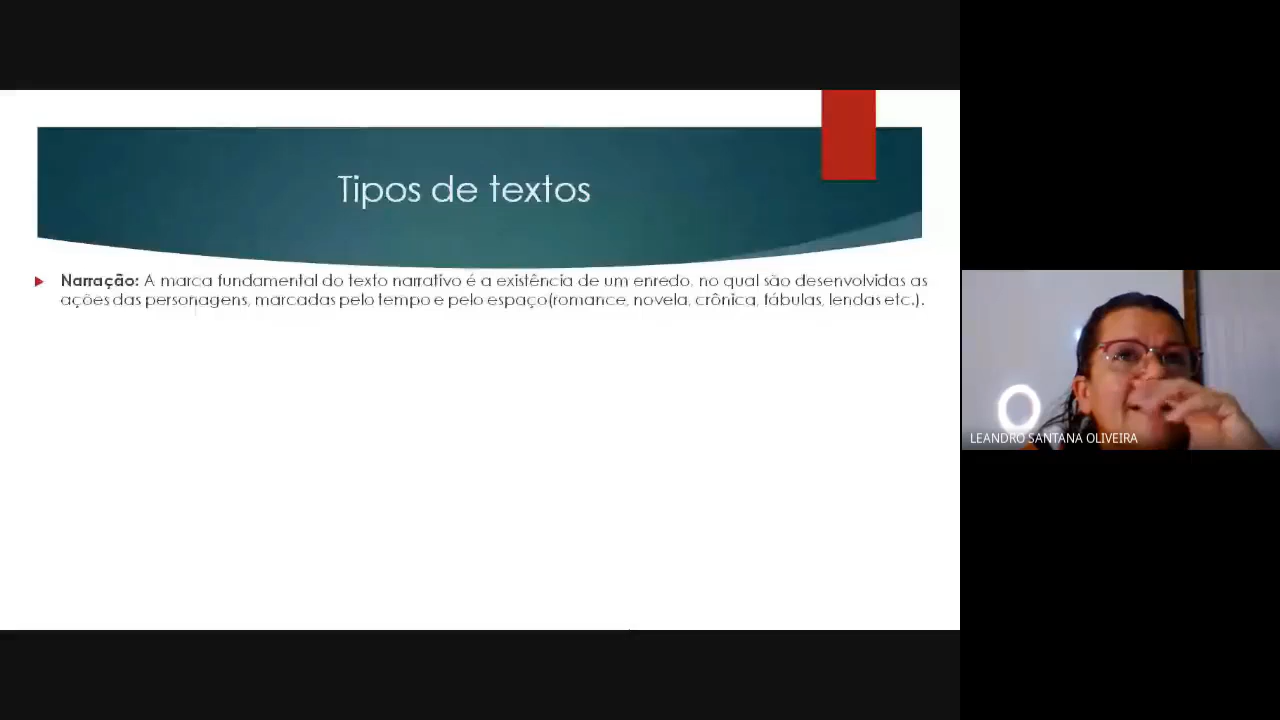 Tipos de textos
Narração: A marca fundamental do texto narrativo é a existência de um enredo, no qual são desenvolvidas as
ações das personagens, marcadas pelo tempo e pelo espaço(romance, novela, crônica, fábulas, lendas etc.).
LEANDRO SANTANA OLIVEIRA